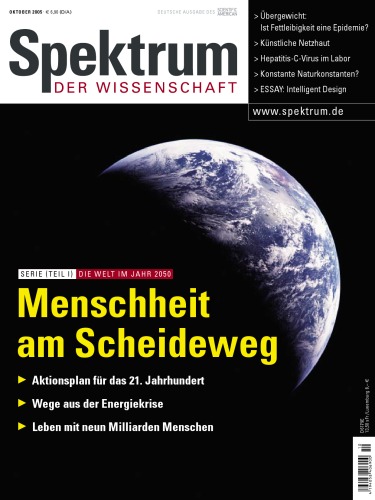 OKTOBER 2005 · € 6,90 (D/A)
DEUTSCHE AUSGABE DES SCIENTIFIC AMERICAN
Spektrum
DER WISSENSCHAFT
> Übergewicht:
Ist Fettleibigkeit eine Epidemie?
> Künstliche Netzhaut
> Hepatitis-C-Virus im Labor
> Konstante Naturkonstanten?
> ESSAY: Intelligent Design
www.spektrum.de
SERIE (TEIL I) DIE WELT IM JAHR 2050
Menschheit
am Scheideweg
Aktionsplan für das 21. Jahrhundert
Wege aus der Energiekrise
Leben mit neun Milliarden Menschen